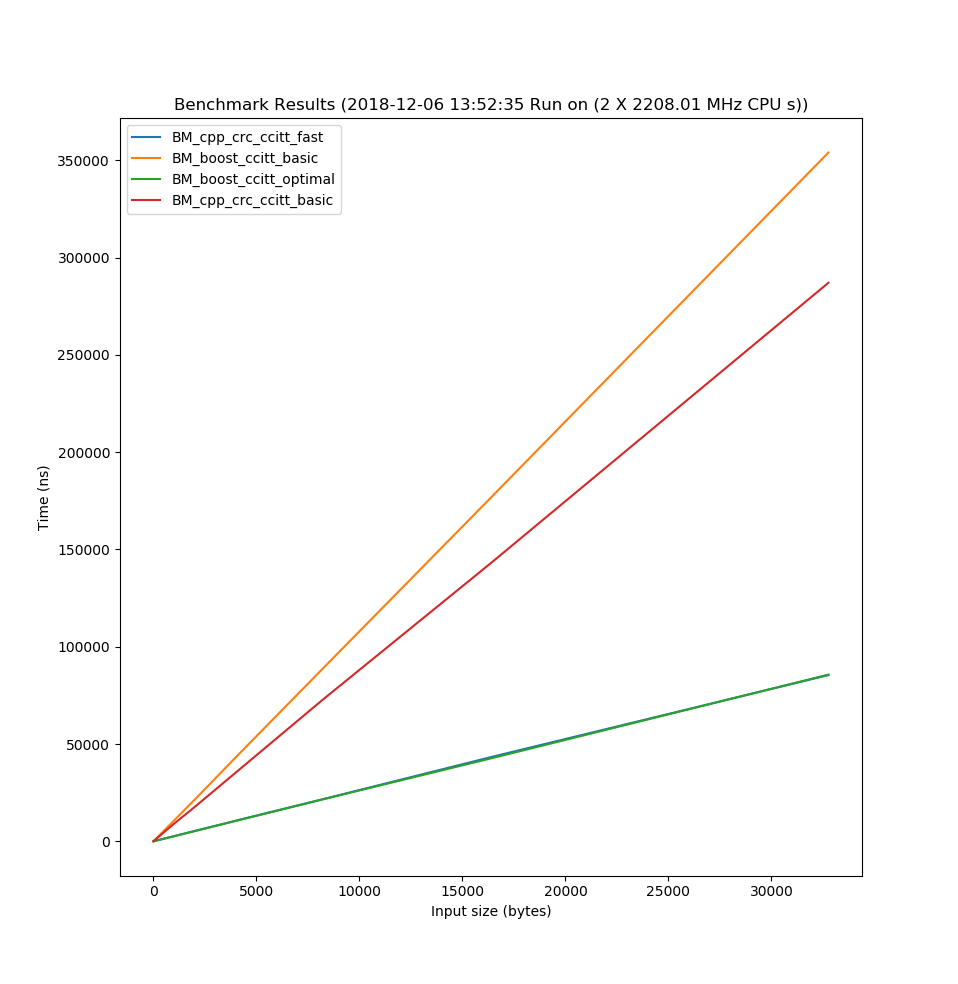 Benchmark Results (2018-12-06 13:52:35 Run on (2 X 2208.01 MHz CPU s))
BM_cpp_crc_ccitt_fast
BM_boost_ccitt_basic
BM_boost_ccitt_optimal
BM_cpp_crc_ccitt_basic
350000
300000
250000
200000
150000
100000
50000
0
Time (ns)
0 5000 10000 15000 20000 25000 30000
Input size (bytes)